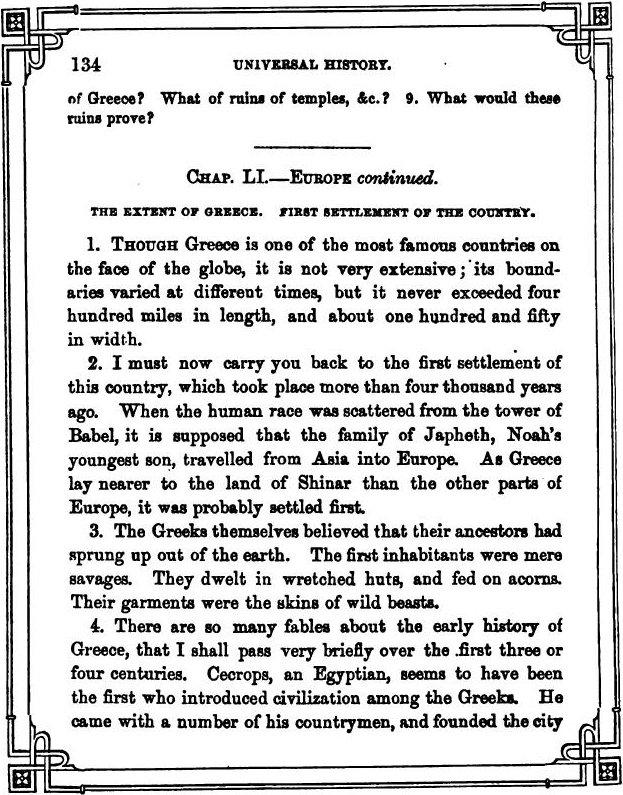 134 UNIVERSAL HISTORY.
of Greece? What of ruins of temples, &c.? 9. What would these
ruins prove?
CHAP. LI.—EUROPE continued.
THE EXTENT OF GREECE. FIRST SETTLEMENT OF THE COUNTRY.
1. THOUGH Greece is one of the most famous countries on
the face of the globe, it is not very extensive; its bound-
aries varied at different times, but it never exceeded four
hundred miles in length, and about one hundred and fifty
in width.
2. I must now carry you back to the first settlement of
this country, which took place more than four thousand years
ago. When the human race was scattered from the tower of
Babel, it is supposed that the family of Japheth, Noah's
youngest son, travelled from Asia into Europe. As Greece
lay nearer to the land of Shinar than the other parts of
Europe, it was probably settled first.
3. The Greeks themselves believed that their ancestors had
sprung up out of the earth. The first inhabitants were mere
savages. They dwelt in wretched huts, and fed on acorns.
Their garments were the skins of wild beasts.
4. There are so many fables about the early history of
Greece, that I shall pass very briefly over the first three or
four centuries. Cecrops, an Egyptian, seems to have been
the first who introduced civilization among the Greeks. He
came with a number of his countrymen, and founded the city